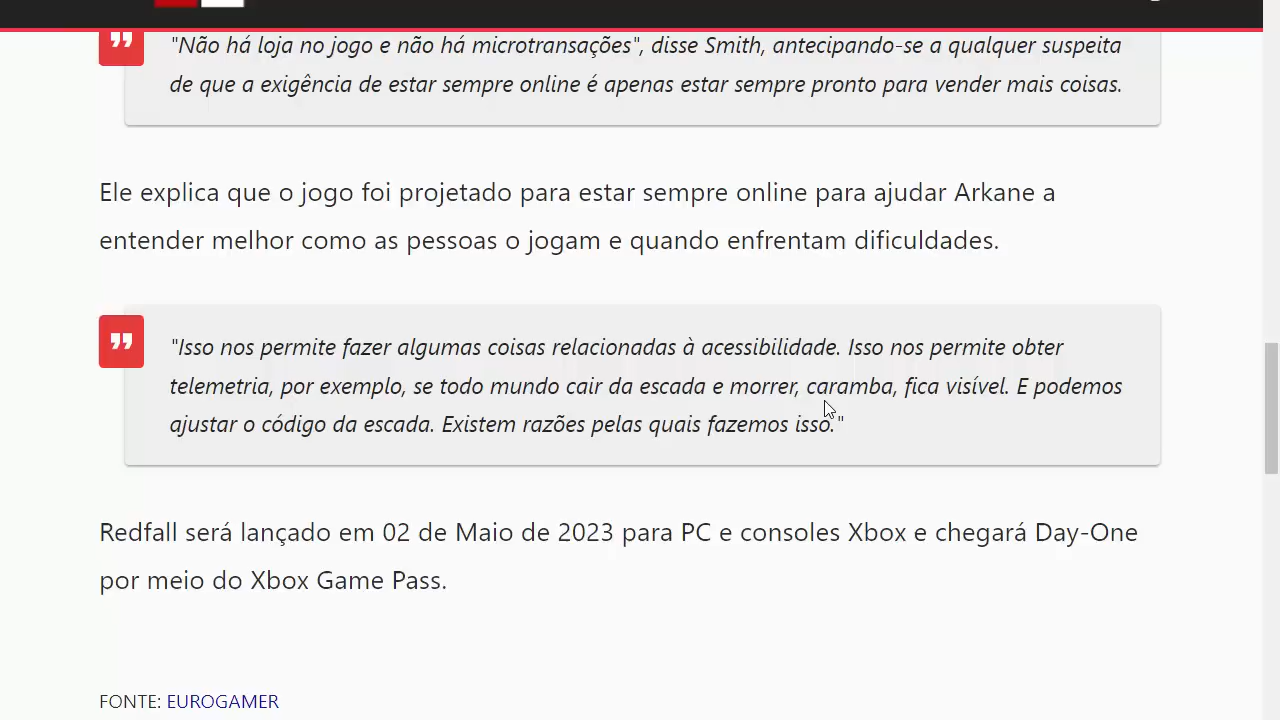 "Não há loja no jogo e não há microtransações", disse Smith, antecipando-se a qualquer suspeita
de que a exigência de estar sempre online é apenas estar sempre pronto para vender mais coisas.
Ele explica que o jogo foi projetado para estar sempre online para ajudar Arkane a
entender melhor como as pessoas o jogam e quando enfrentam dificuldades.
"Isso nos permite fazer algumas coisas relacionadas à acessibilidade. Isso nos permite obter
telemetria, por exemplo, se todo mundo cair da escada e morrer, caramba, fica visível. E podemos
ajustar o código da escada. Existem razões pelas quais fazemos isso."
Redfall será lançado em 02 de Maio de 2023 para PC e consoles Xbox e chegará Day-One
por meio do Xbox Game Pass.
FONTE: EUROGAMER